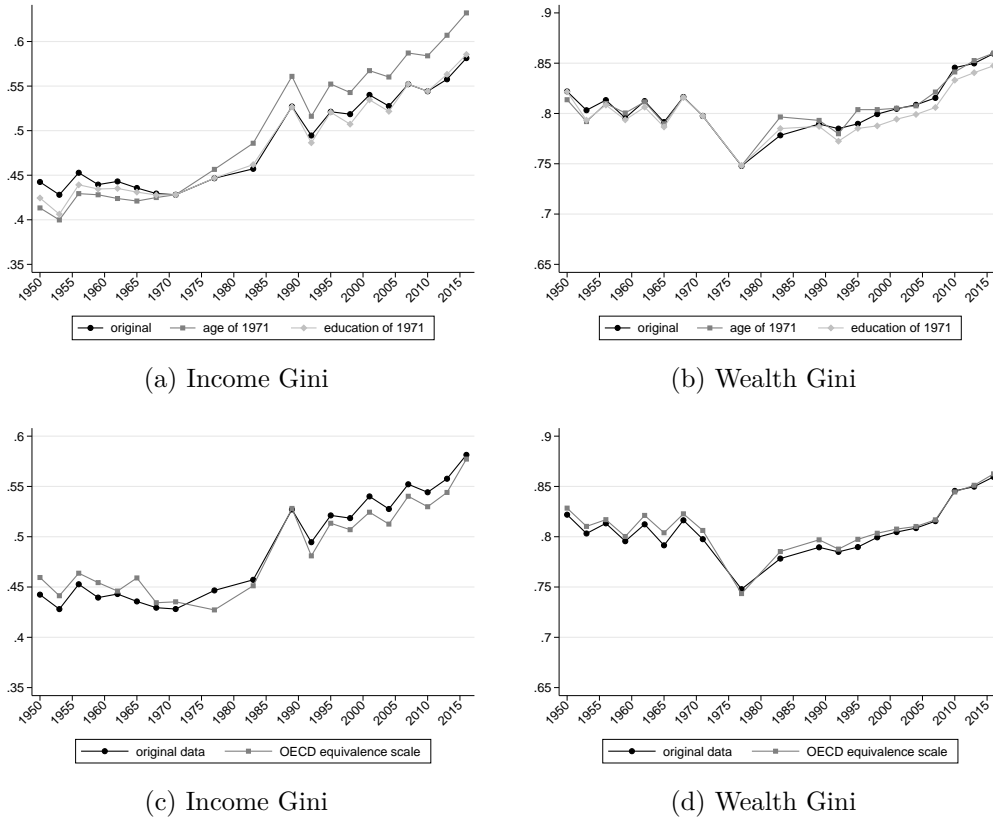 .6
.55
.5
.45
.4
.35
1950 1955 1960 1965 1970 1975 1980 1985 1990 1995 2000 2005 2010 2015
original age of 1971 education of 1971
(a) Income Gini
.9
.85
.8
.75
.7
.65
1950 1955 1960 1965 1970 1975 1980 1985 1990 1995 2000 2005 2010 2015
original age of 1971 education of 1971
(b) Wealth Gini
.6
.55
.5
.45
.4
.35
1950 1955 1960 1965 1970 1975 1980 1985 1990 1995 2000 2005 2010 2015
original data OECD equivalence scale
(c) Income Gini
.9
.85
.8
.75
.7
.65
1950 1955 1960 1965 1970 1975 1980 1985 1990 1995 2000 2005 2010 2015
original data OECD equivalence scale
(d) Wealth Gini